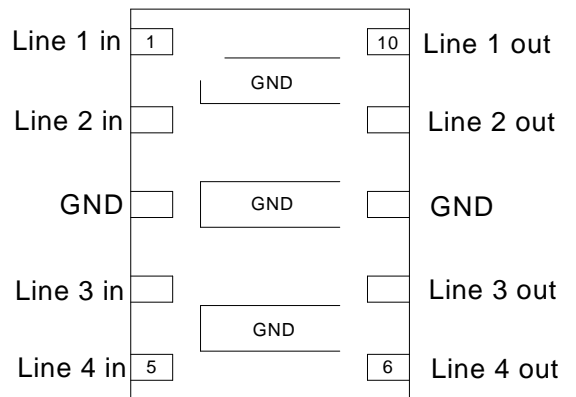 Line 1 in 1 10 Line 1 out
GND
Line 2 in Line 2 out
GND GND GND
Line 3 in Line 3 out
GND
Line 4 in 5 6 Line 4 out